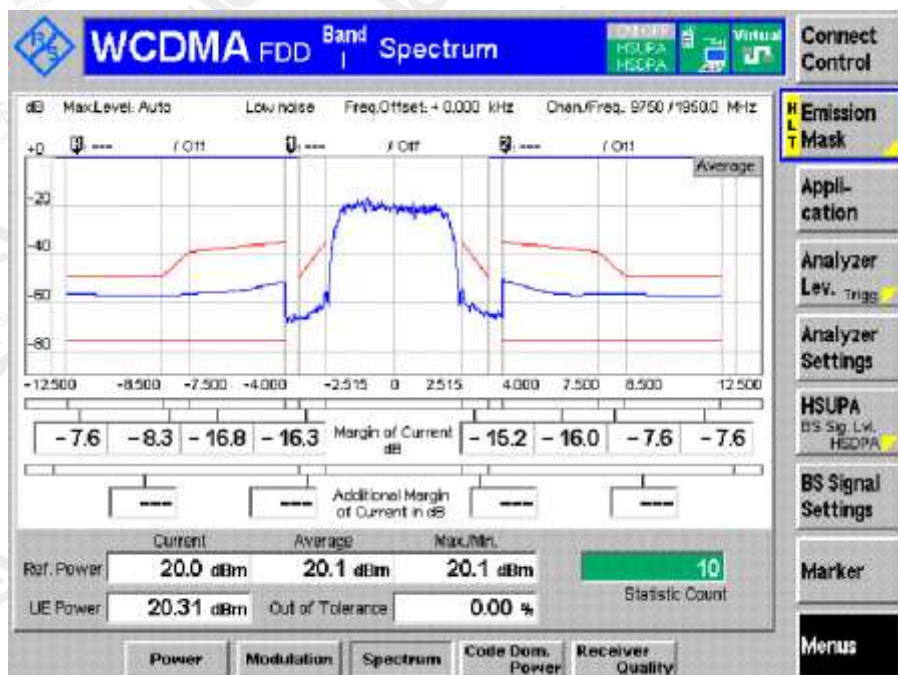 R/S WCDMA FDD Band I Spectrum
HSUPA
HSDPA
Virtual
Connect Control
dB Max.Level: Auto Low noise Freq.Offset: + 0.000 kHz Chan./Freq. 9750 / 1950.0 MHz
HLT Emission Mask
+0 --- / Off 1: --- / Off 2: --- / Off
Average
-20
-40
-60
-80
-12.500 -8.500 -7.500 -4.000 -2.515 0 2.515 4.000 7.500 8.500 12.500
Appli-
cation
Analyzer
Lev. Trigg.
Analyzer
Settings
HSUPA
BS Sig. Lvl.
HSDPA
BS Signal
Settings
Marker
Menus
- 7.6 - 8.3 - 16.8 - 16.3 Margin of Current dB - 15.2 - 16.0 - 7.6 - 7.6
--- --- Additional Margin of Current in dB --- ---
Current Average Max./Min.
Ref. Power 20.0 dBm 20.1 dBm 20.1 dBm 10
Statistic Count
UE Power 20.31 dBm Out of Tolerance 0.00 %
Power Modulation Spectrum Code Dom. Power Receiver Quality